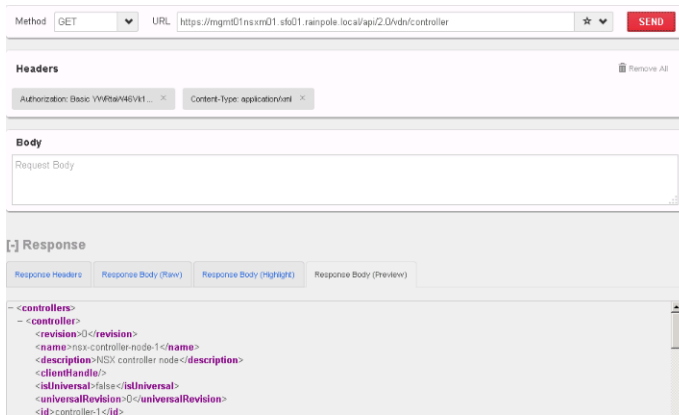 Method GET URL https://mgmt01nsxm01.sfo01.rainpole.local/api/2.0/vdn/controller SEND
Headers Remove All
Authorization: Basic Content-Type: application/xml
Body
Request Body
[-] Response
Response Headers Response Body (Raw) Response Body (Highlight) Response Body (Preview)
− <controllers>
− <controller>
<revision>0</revision>
<name>nsx-controller-node-1</name>
<description>NSX controller node</description>
<clientHandle/>
<isUniversal>false</isUniversal>
<universalRevision>0</universalRevision>
<id>controller-1</id>